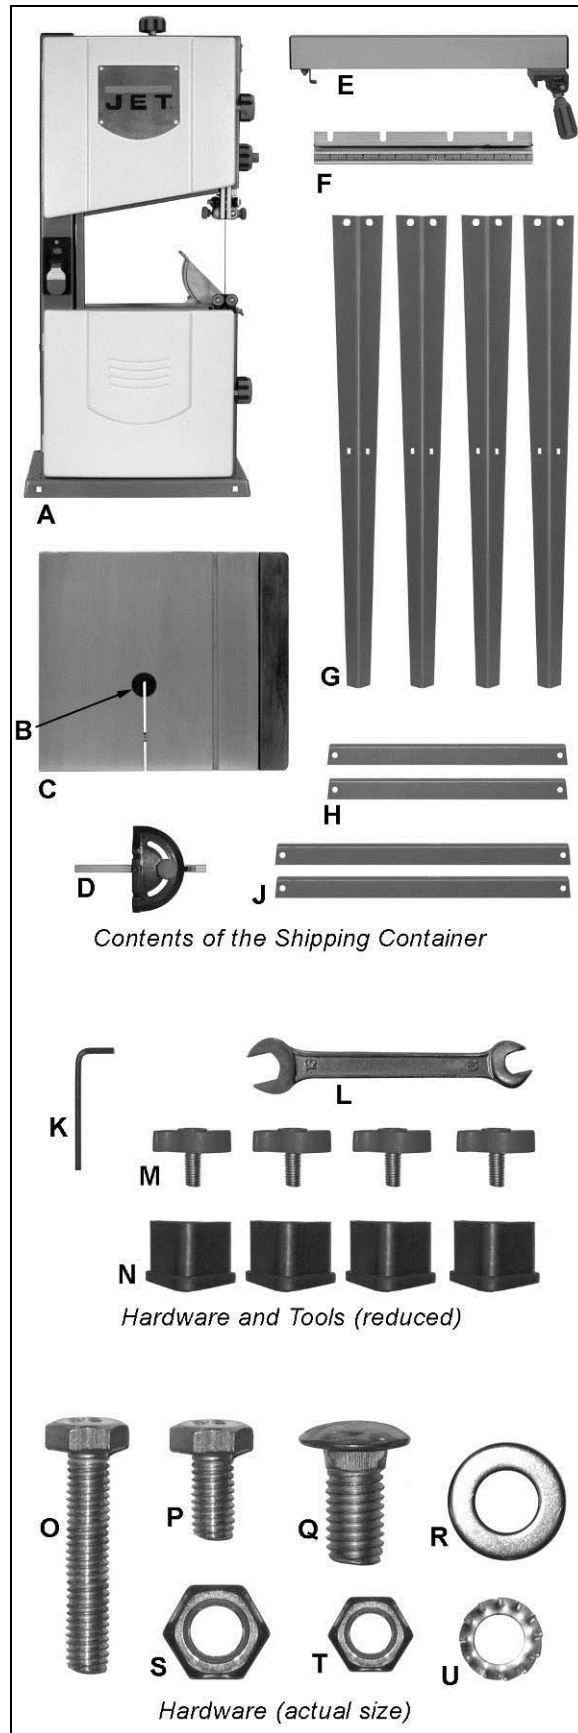 JET
E
F
A
G
B
C
H
D
J
Contents of the Shipping Container
K
L
M
N
Hardware and Tools (reduced)
O
P
Q
R
S
T
U
Hardware (actual size)